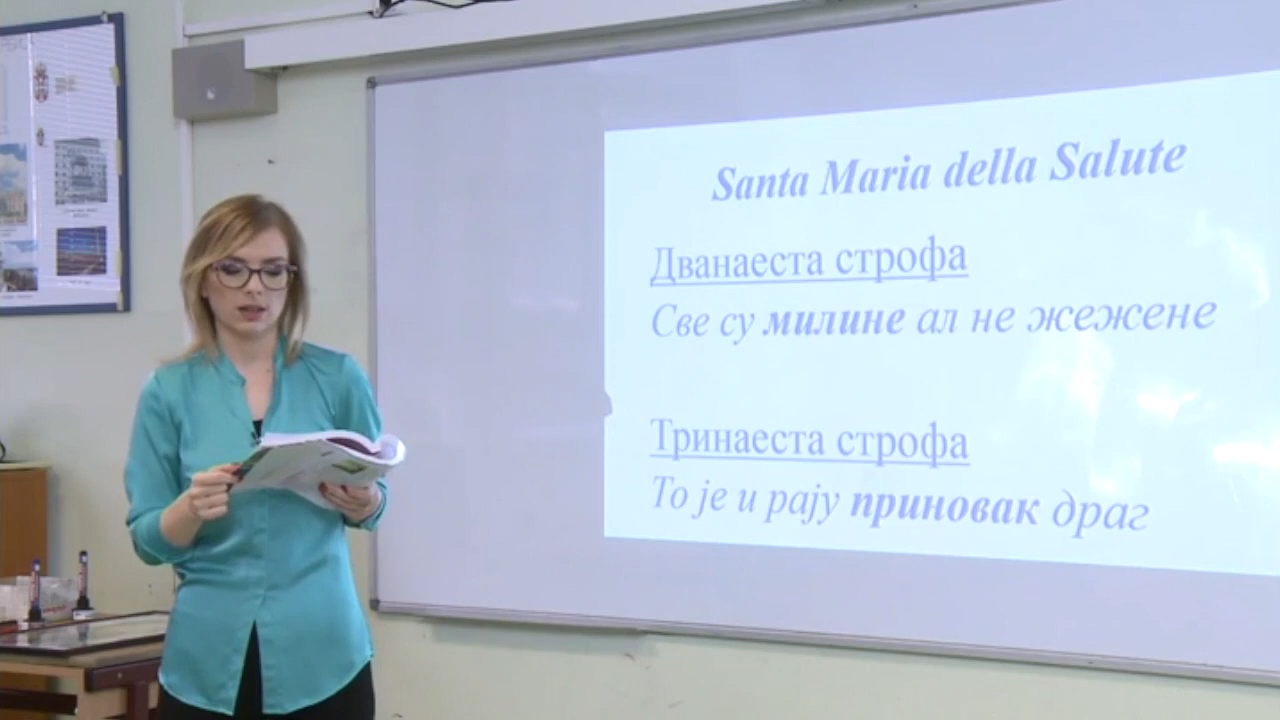 Santa Maria della Salute
Дванаеста строфа
Све су милине ал не жежене
Тринаеста строфа
То је и рају приновак драг